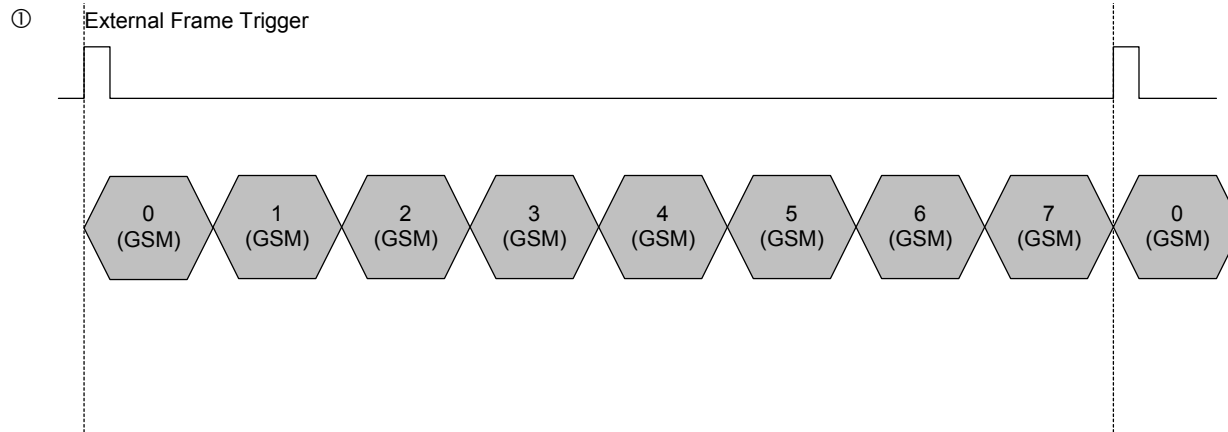 ① External Frame Trigger
0 1 2 3 4 5 6 7 0
(GSM) (GSM) (GSM) (GSM) (GSM) (GSM) (GSM) (GSM) (GSM)